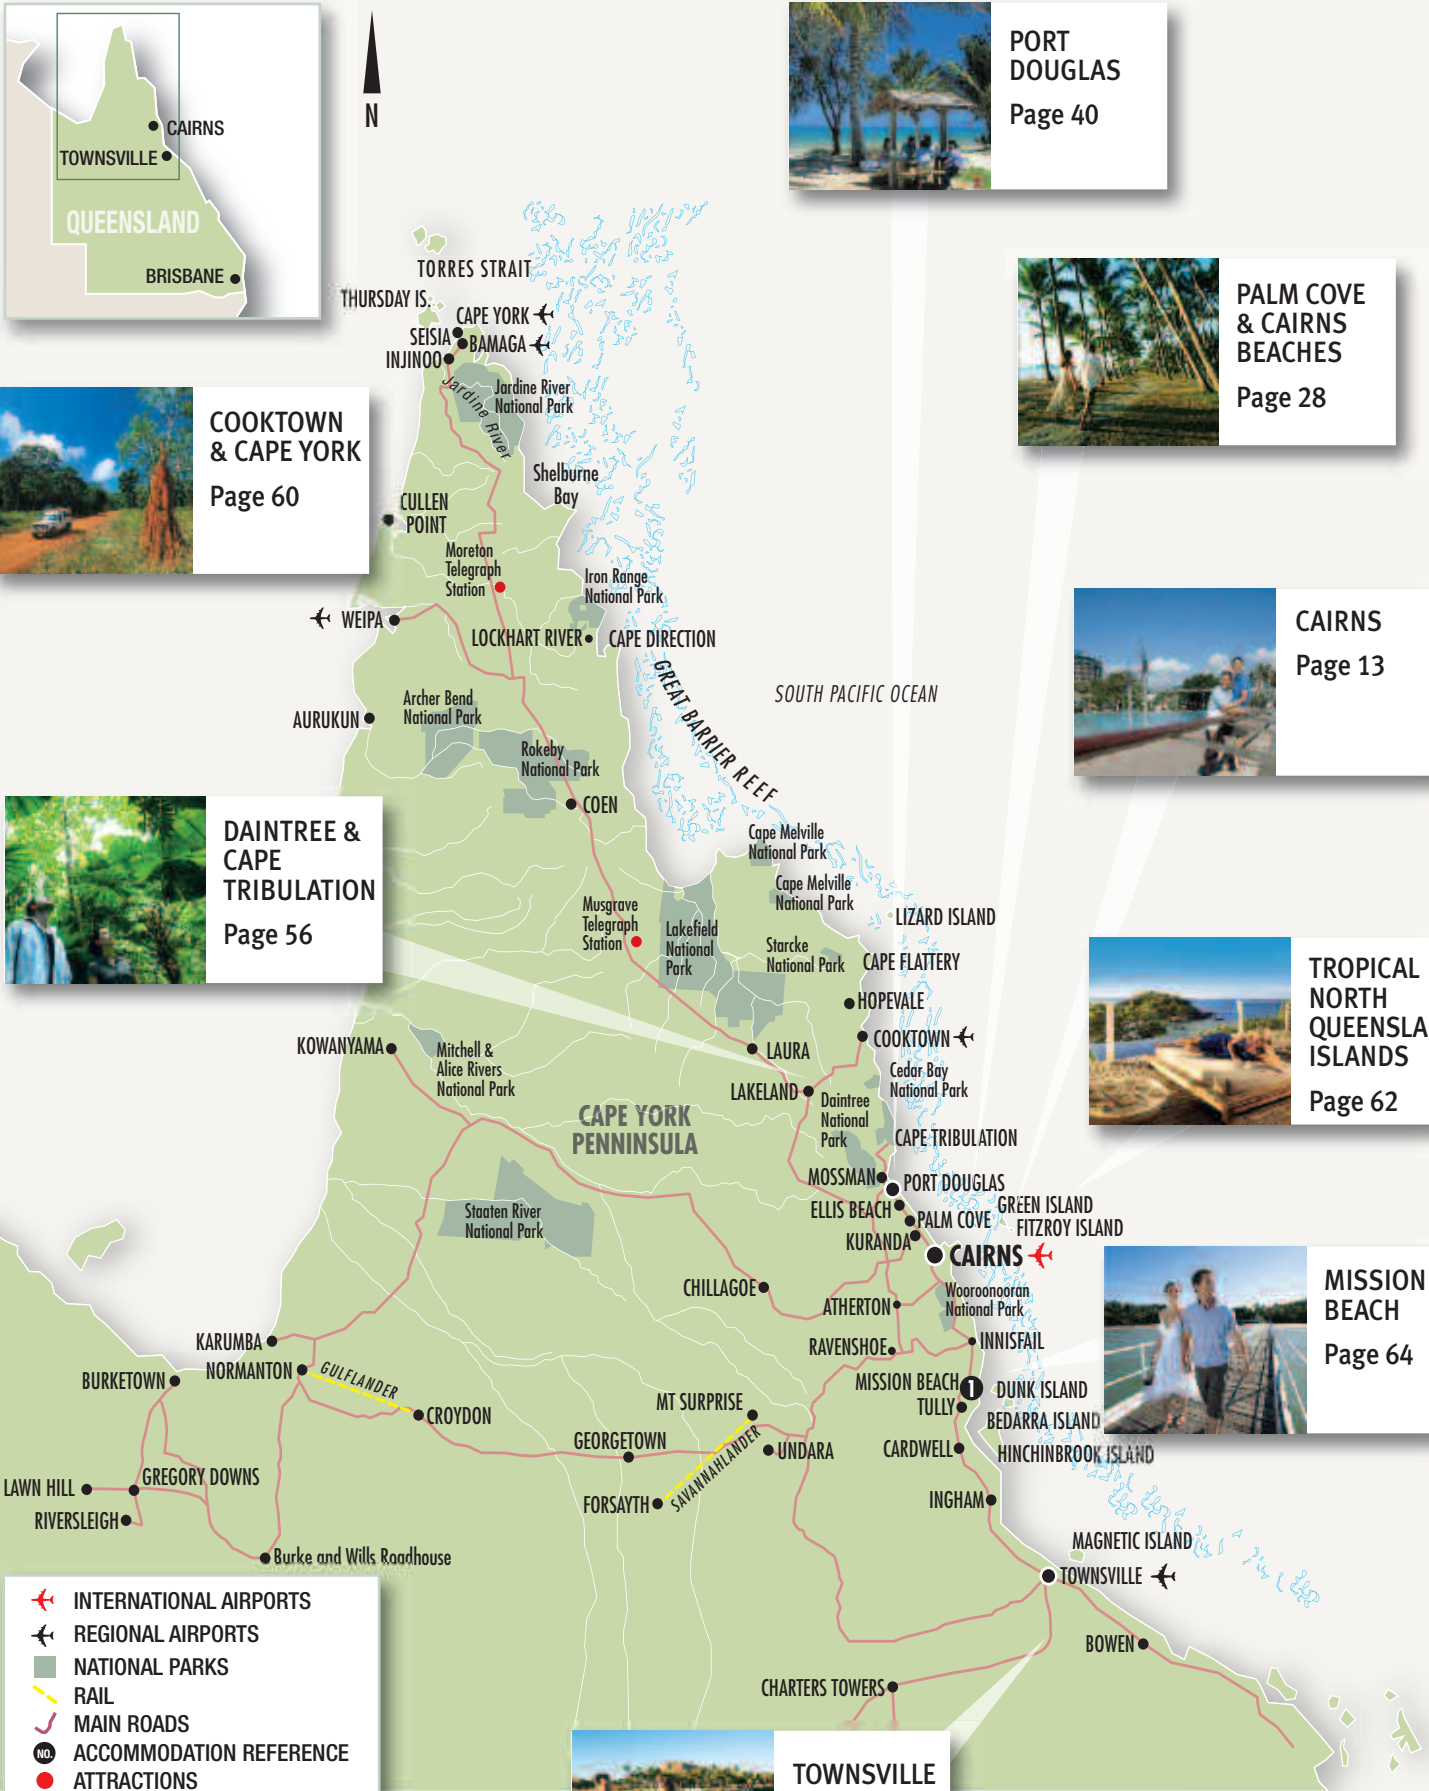 CAIRNS
TOWNSVILLE
QUEENSLAND
BRISBANE
N
PORT
DOUGLAS
Page 40
PALM COVE
& CAIRNS
BEACHES
Page 28
COOKTOWN
& CAPE YORK
Page 60
CAIRNS
Page 13
DAINTREE &
CAPE
TRIBULATION
Page 56
TROPICAL
NORTH
QUEENSLA
ISLANDS
Page 62
MISSION
BEACH
Page 64
TOWNSVILLE
TORRES STRAIT
THURSDAY IS.
CAPE YORK
SEISIA
BAMAGA
INJINOO
Jardine River
National Park
Jardine River
Shelburne
Bay
CULLEN
POINT
Moreton
Telegraph
Station
Iron Range
National Park
WEIPA
LOCKHART RIVER
CAPE DIRECTION
GREAT BARRIER REEF
SOUTH PACIFIC OCEAN
Archer Bend
National Park
AURUKUN
Rokeby
National Park
COEN
Cape Melville
National Park
Cape Melville
National Park
Musgrave
Telegraph
Station
Lakefield
National
Park
LIZARD ISLAND
Starcke
National Park
CAPE FLATTERY
HOPEVALE
COOKTOWN
KOWANYAMA
Mitchell &
Alice Rivers
National Park
LAURA
Cedar Bay
National Park
LAKELAND
Daintree
National
Park
CAPE YORK
PENNINSULA
CAPE TRIBULATION
MOSSMAN
PORT DOUGLAS
ELLIS BEACH
GREEN ISLAND
PALM COVE
FITZROY ISLAND
KURANDA
CAIRNS
Staaten River
National Park
CHILLAGOE
Wooroonooran
National Park
ATHERTON
KARUMBA
INNISFAIL
RAVENSHOE
NORMANTON
GULFLANDER
BURKETOWN
MISSION BEACH
1
DUNK ISLAND
MT SURPRISE
TULLY
CROYDON
BEDARRA ISLAND
GEORGETOWN
UNDARA
CARDWELL
HINCHINBROOK ISLAND
SAVANNAHLANDER
GREGORY DOWNS
LAWN HILL
FORSAYTH
INGHAM
RIVERSLEIGH
MAGNETIC ISLAND
Burke and Wills Roadhouse
TOWNSVILLE
BOWEN
CHARTERS TOWERS
INTERNATIONAL AIRPORTS
REGIONAL AIRPORTS
NATIONAL PARKS
RAIL
MAIN ROADS
NO. ACCOMMODATION REFERENCE
ATTRACTIONS